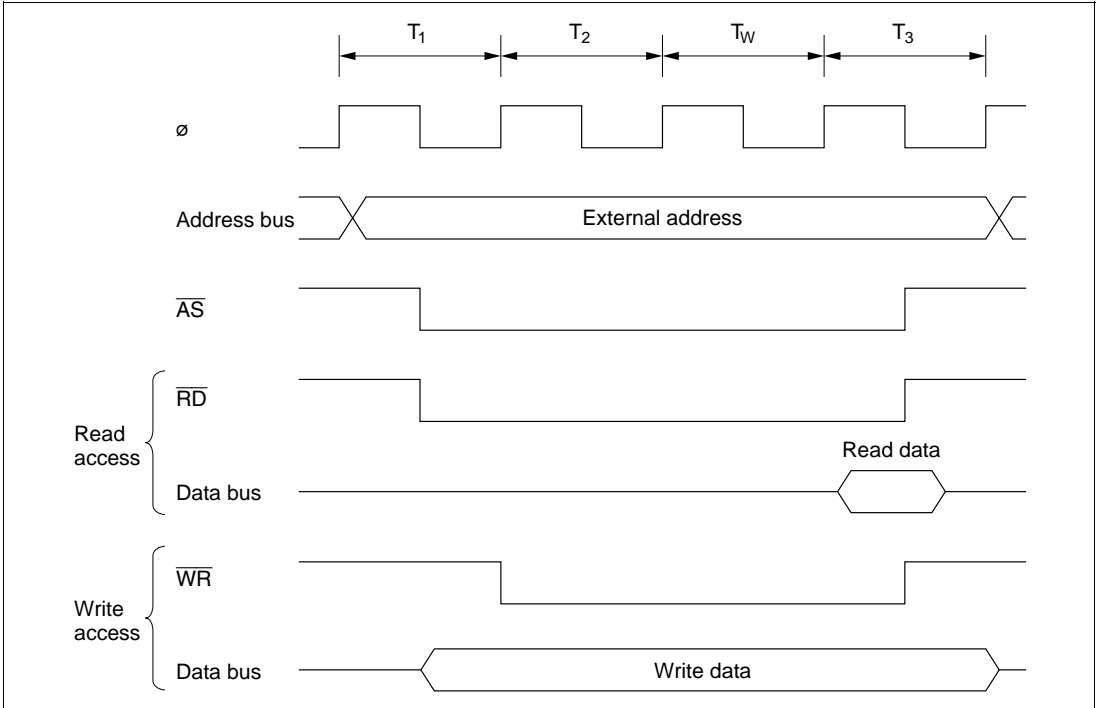 T1 T2 TW T3
ø
Address bus External address
AS
RD
Read access
Read data
Data bus
WR
Write access
Data bus Write data